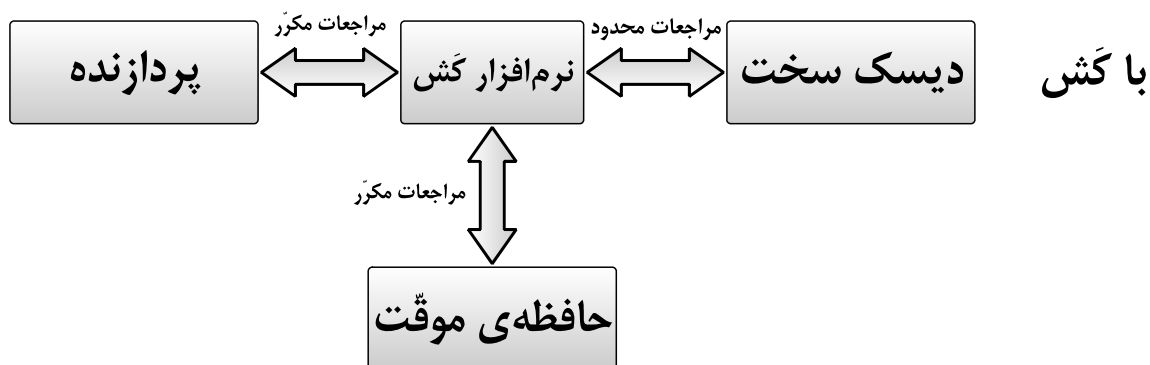 با کَش
دیسک سخت
مراجعات محدود
نرم‌افزار کَش
مراجعات مکرّر
پردازنده
مراجعات مکرّر
حافظه‌ی موقّت